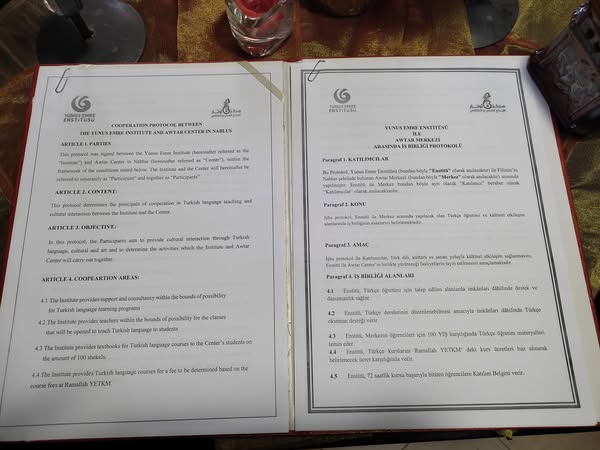 YUNUS EMRE
ENSTİTÜSÜ
COOPERATION PROTOCOL BETWEEN
THE YUNUS EMRE INSTITUTE AND AWTAR CENTER IN NABLUS
ARTICLE 1. PARTIES
This protocol was signed between the Yunus Emre Institute (hereunder referred to as the
"Institute") and Awtar Center in Nablus (hereunder referred to as "Center"), within the
framework of the conditions stated below. The Institute and the Center will hereunder be
referred to separately as "Participant" and together as "Participants"
ARTICLE 2. CONTENT:
This protocol determines the principals of cooperation in Turkish language teaching and
cultural interaction between the Institute and the Center.
ARTICLE 3. OBJECTIVE:
In this protocol, the Participants aim to provide cultural interaction through Turkish
language, cultural and art and to determine the activities which the Institute and Awtar
Center will carry out together.
ARTICLE 4. COOPEARTION AREAS:
4.1 The Institute provides support and consultancy within the bounds of possibility
for Turkish language learning programs
4.2 The Institute provides teachers within the bounds of possibility for the classes
that will be opened to teach Turkish language to students
4.3 The Institute provides textbooks for Turkish language courses to the Center's students on
the amount of 100 shekels.
4.4 The Institute provides Turkish language courses for a fee to be determined based on the
course fees at Ramallah YETKM.
YUNUS EMRE
ENSTİTÜSÜ
YUNUS EMRE ENSTİTÜSÜ
İLE
AWTAR MERKEZİ
ARASINDA İŞ BİRLİĞİ PROTOKOLÜ
Paragraf 1. KATILIMCILAR
Bu Protokol, Yunus Emre Enstitüsü (bundan böyle "Enstitü" olarak anılacaktır) ile Filistin'in
Nablus şehrinde bulunan Awtar Merkezi (bundan böyle "Merkez" olarak anılacaktır) arasında
yapılmıştır. Enstitü ile Merkez bundan böyle ayrı olarak "Katılımcı" beraber olarak
"Katılımcılar" olarak anılacaktır.
Paragraf 2. KONU
İşbu protokol, Enstitü ile Merkez arasında yapılacak olan Türkçe öğretimi ve kültürel etkileşim
alanlarında iş birliğinin esaslarını belirlemektedir.
Paragraf 3. AMAÇ
İşbu protokol ile Katılımcılar, Türk dili, kültürü ve sanatı yoluyla kültürel etkileşim sağlanmasını,
Enstitü ile Awtar Center'ın birlikte yürüteceği faaliyetlerin tayin edilmesini amaçlamaktadır.
Paragraf 4. İŞ BİRLİĞİ ALANLARI
4.1 Enstitü, Türkçe öğretimi için talep edilen alanlarda imkânları dâhilinde destek ve
danışmanlık sağlar.
4.2 Enstitü, Türkçe derslerinin düzenlenebilmesi amacıyla imkânları dâhilinde Türkçe
okutman desteği verir.
4.3 Enstitü, Merkezin öğrencileri için 100 YİŞ karşılığında Türkçe öğretim materyalleri
temin eder.
4.4 Enstitü, Türkçe kurslarını Ramallah YETKM' deki kurs ücretleri baz alınarak
belirlenecek ücret karşılığında verir.
4.5 Enstitü, 72 saatlik kursu başarıyla bitiren öğrencilere Katılım Belgesi verir.